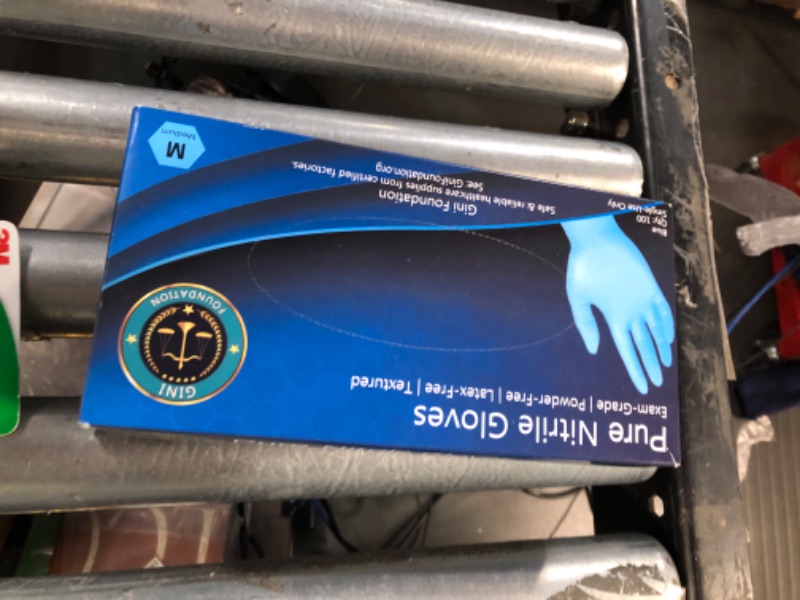 Pure Nitrile Gloves
Exam-Grade | Powder-Free | Latex-Free | Textured
GINI
FOUNDATION
Gini Foundation
Safe & reliable healthcare supplies from certified factories.
See: GiniFoundation.org
Blue
Qty: 100
Single-Use Only
M
Medium
3M